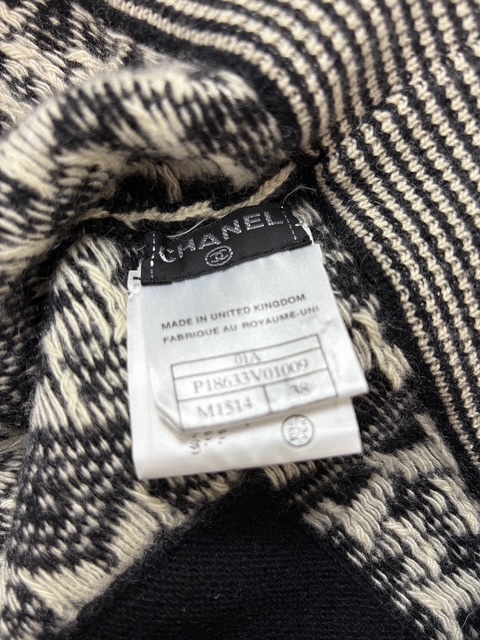 CHANEL
MADE IN UNITED KINGDOM
FABRIQUE AU ROYAUME-UNI
01A
P18633V01009
M1514 38